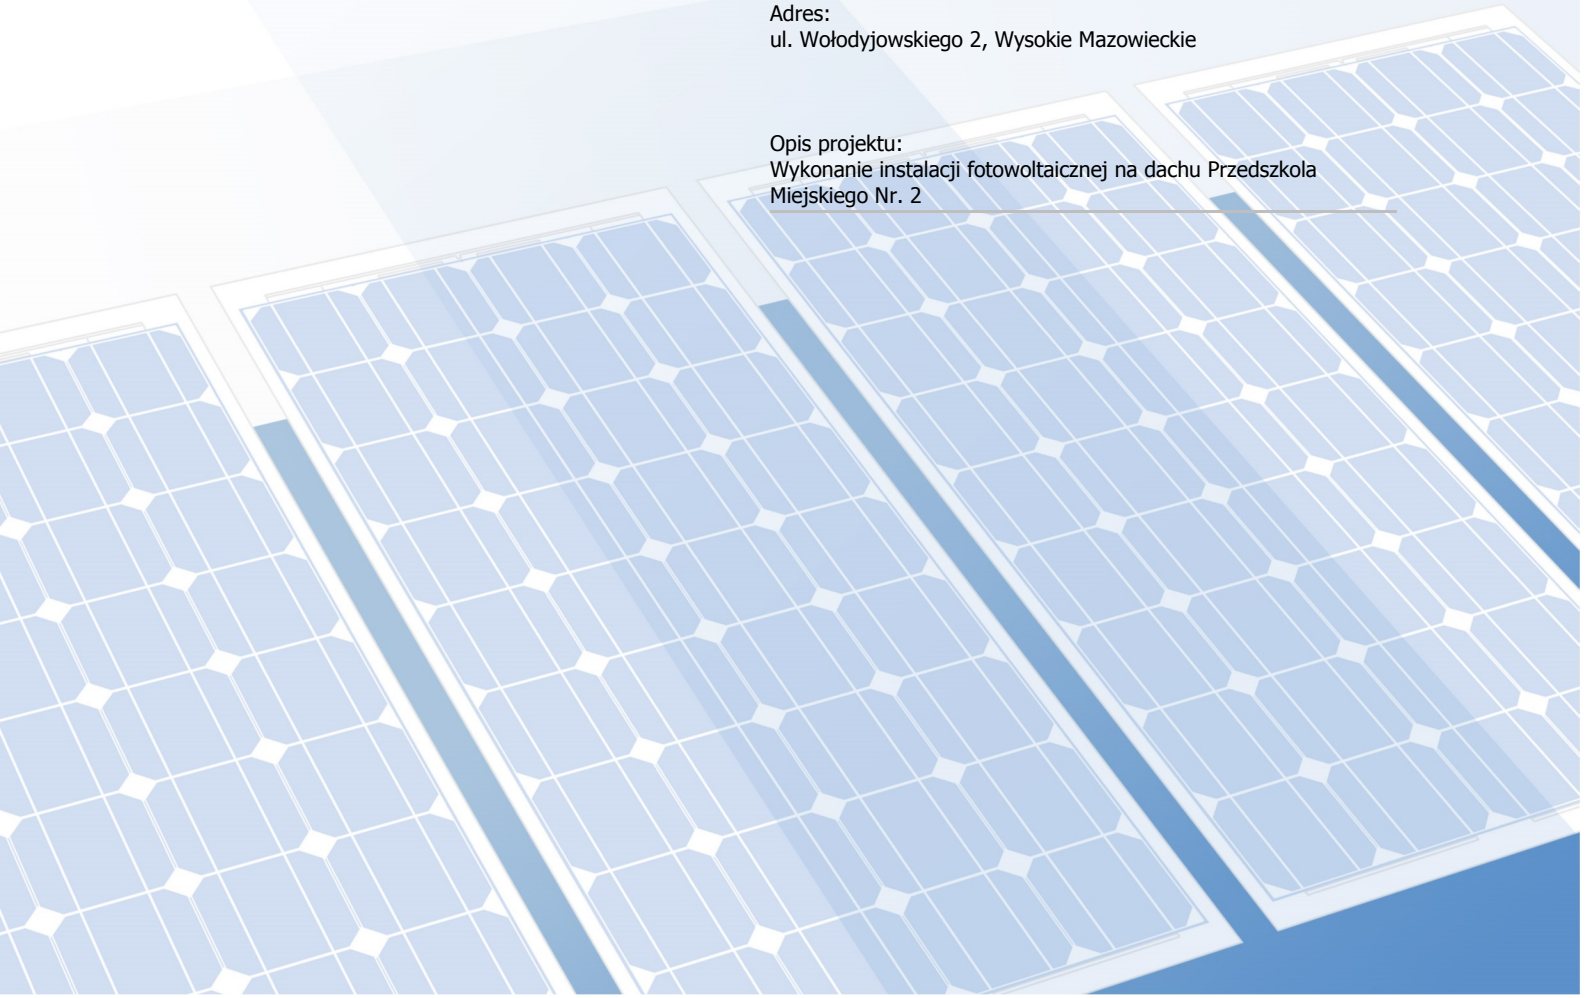 Adres:
ul. Wołodyjowskiego 2, Wysokie Mazowieckie
Opis projektu:
Wykonanie instalacji fotowoltaicznej na dachu Przedszkola
Miejskiego Nr. 2